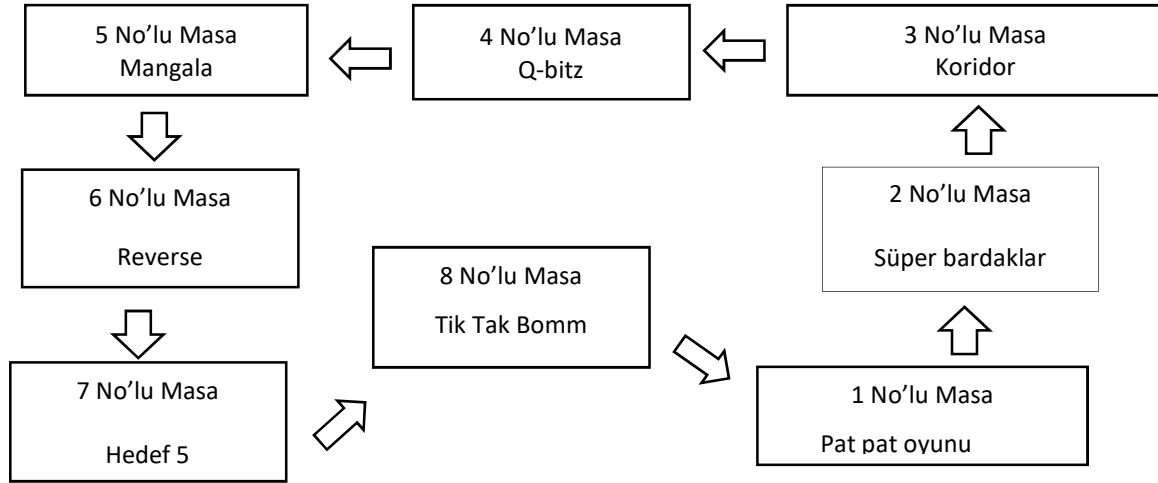 5 No’lu Masa
Mangala
4 No’lu Masa
Q-bitz
3 No’lu Masa
Koridor
6 No’lu Masa
Reverse
8 No’lu Masa
Tik Tak Bomm
2 No’lu Masa
Süper bardaklar
7 No’lu Masa
Hedef 5
1 No’lu Masa
Pat pat oyunu